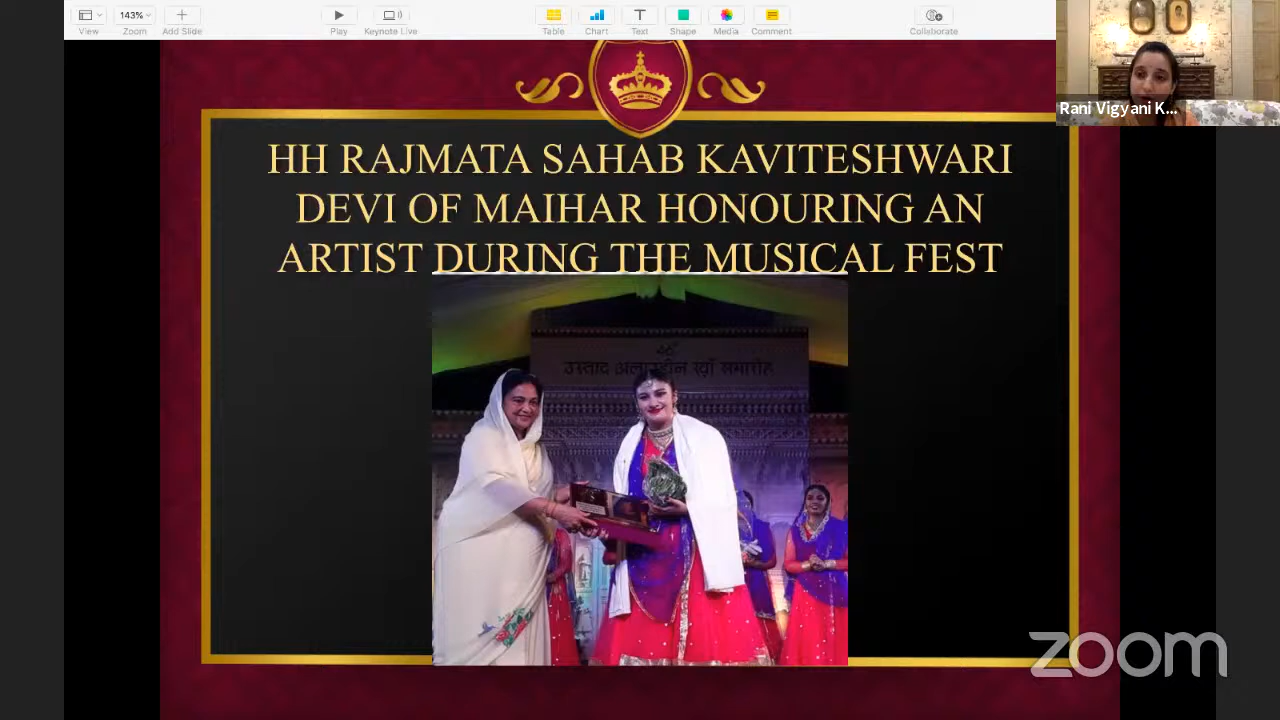 143%
View
Zoom
Add Slide
Play
Keynote Live
Table
Chart
Text
Shape
Media
Comment
Collaborate
Rani Vigyani K...
HH RAJMATA SAHAB KAVITESHWARI
DEVI OF MAIHAR HONOURING AN
ARTIST DURING THE MUSICAL FEST
उस्ताद अलाउद्दीन खाँ समारोह
zoom